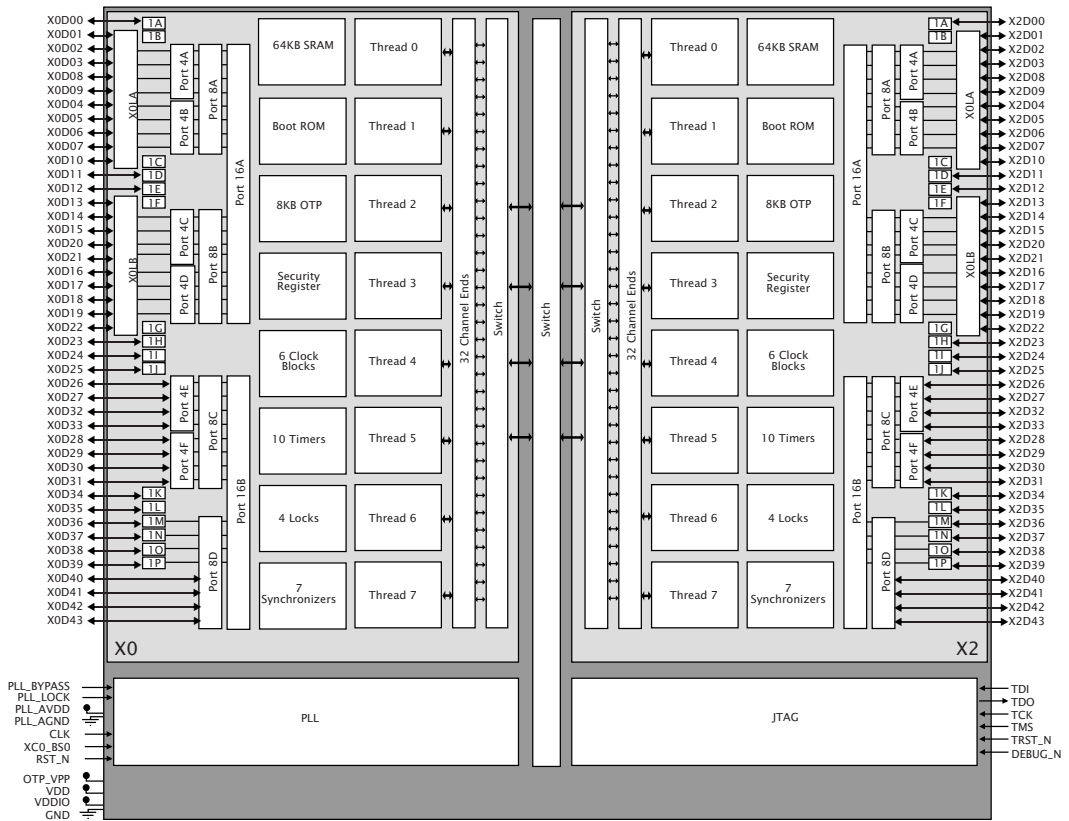 X0D00
X0D01
X0D02
X0D03
X0D08
X0D09
X0D04
X0D05
X0D06
X0D07
X0D10
X0D11
X0D12
X0D13
X0D14
X0D15
X0D20
X0D21
X0D16
X0D17
X0D18
X0D19
X0D22
X0D23
X0D24
X0D25
X0D26
X0D27
X0D32
X0D33
X0D28
X0D29
X0D30
X0D31
X0D34
X0D35
X0D36
X0D37
X0D38
X0D39
X0D40
X0D41
X0D42
X0D43
1A
1B
X0LA
1C
1D
1E
1F
X0LB
1G
1H
1I
1J
1K
1L
1M
1N
1O
1P
Port 4A
Port 4B
Port 4C
Port 4D
Port 4E
Port 4F
Port 8A
Port 8B
Port 8C
Port 8D
Port 16A
Port 16B
64KB SRAM
Boot ROM
8KB OTP
Security
Register
6 Clock
Blocks
10 Timers
4 Locks
7
Synchronizers
Thread 0
Thread 1
Thread 2
Thread 3
Thread 4
Thread 5
Thread 6
Thread 7
32 Channel Ends
Switch
X0
Switch
Switch
32 Channel Ends
Thread 0
Thread 1
Thread 2
Thread 3
Thread 4
Thread 5
Thread 6
Thread 7
64KB SRAM
Boot ROM
8KB OTP
Security
Register
6 Clock
Blocks
10 Timers
4 Locks
7
Synchronizers
Port 16A
Port 16B
Port 8A
Port 8B
Port 8C
Port 8D
Port 4A
Port 4B
Port 4C
Port 4D
Port 4E
Port 4F
1A
1B
X0LA
1C
1D
1E
1F
X0LB
1G
1H
1I
1J
1K
1L
1M
1N
1O
1P
X2
X2D00
X2D01
X2D02
X2D03
X2D08
X2D09
X2D04
X2D05
X2D06
X2D07
X2D10
X2D11
X2D12
X2D13
X2D14
X2D15
X2D20
X2D21
X2D16
X2D17
X2D18
X2D19
X2D22
X2D23
X2D24
X2D25
X2D26
X2D27
X2D32
X2D33
X2D28
X2D29
X2D30
X2D31
X2D34
X2D35
X2D36
X2D37
X2D38
X2D39
X2D40
X2D41
X2D42
X2D43
PLL_BYPASS
PLL_LOCK
PLL_AVDD
PLL_AGND
CLK
XC0_BS0
RST_N
OTP_VPP
VDD
VDDIO
GND
PLL
JTAG
TDI
TDO
TCK
TMS
TRST_N
DEBUG_N